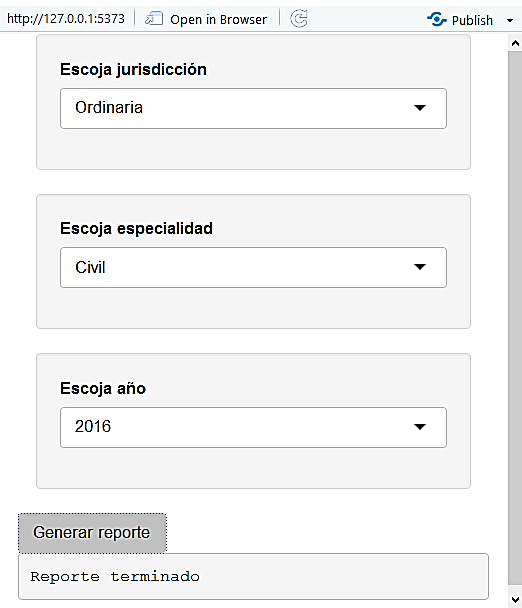 http://127.0.0.1:5373 Open in Browser Publish
Escoja jurisdicción
Ordinaria
Escoja especialidad
Civil
Escoja año
2016
Generar reporte
Reporte terminado